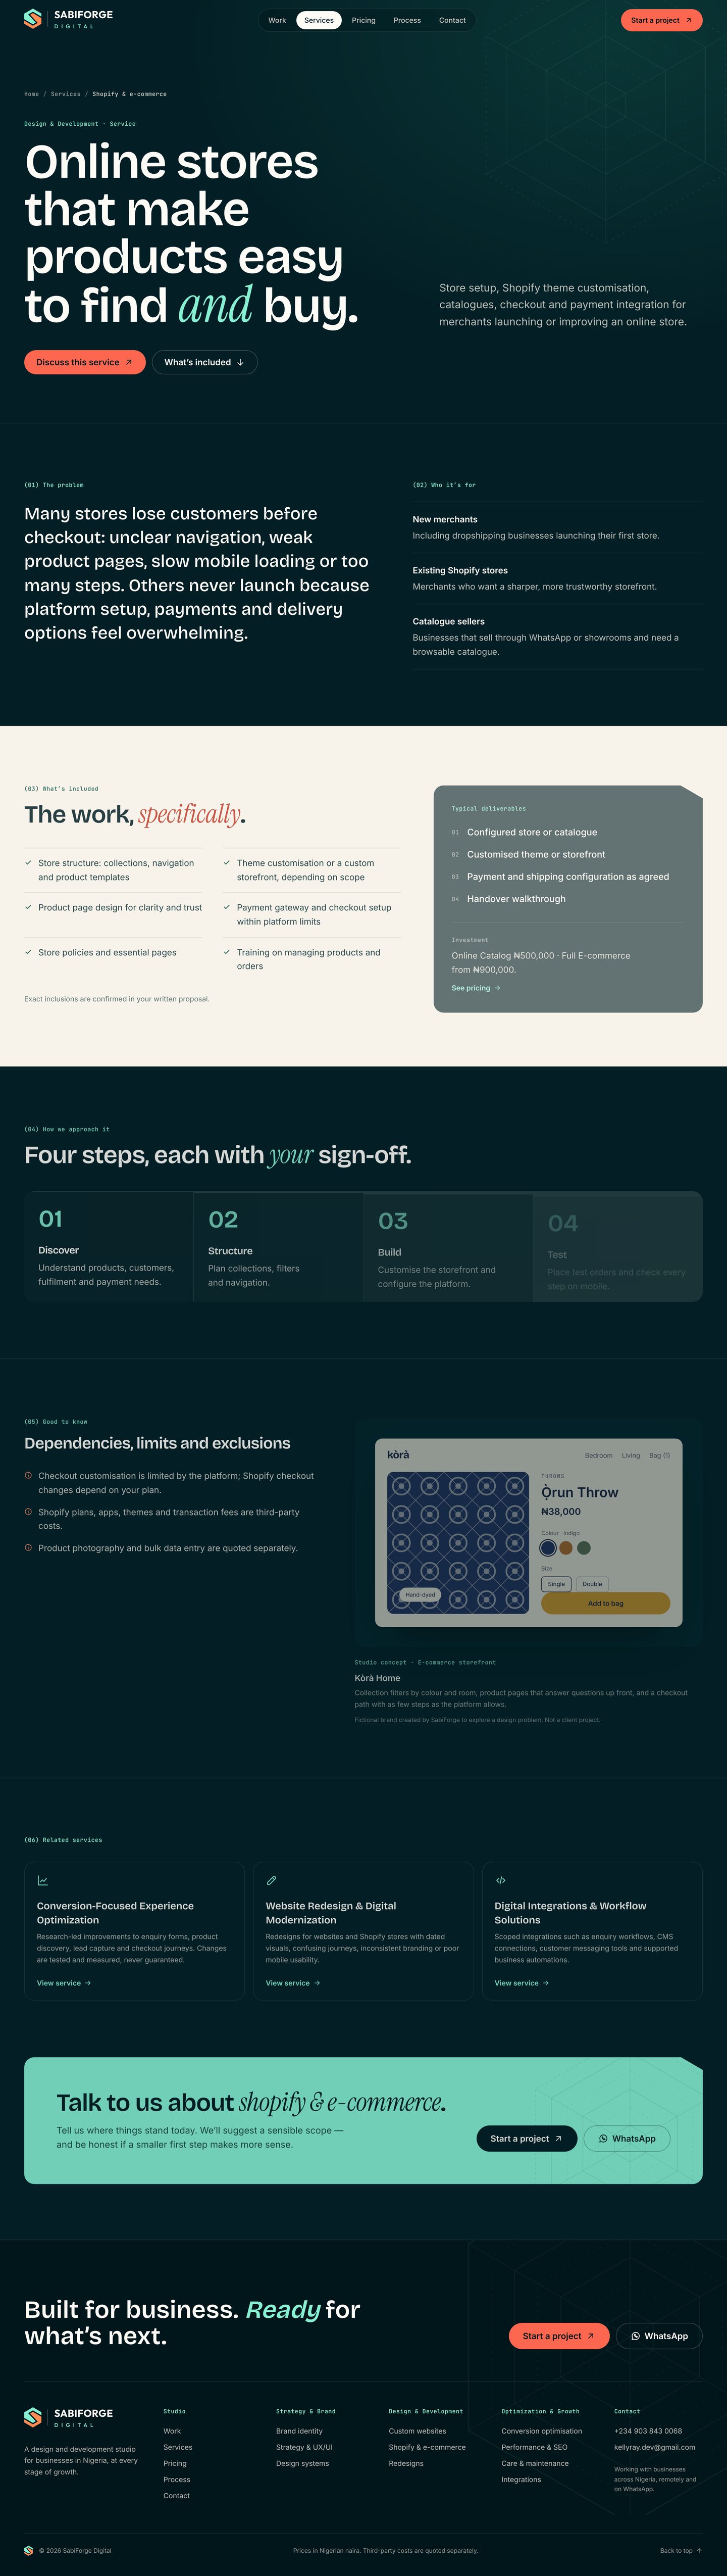 SABIFORGE
DIGITAL
Work
Services
Pricing
Process
Contact
Start a project
Home / Services / Shopify & e-commerce
Design & Development · Service
Online stores
that make
products easy
to find and buy.
Store setup, Shopify theme customisation,
catalogues, checkout and payment integration for
merchants launching or improving an online store.
Discuss this service
What's included
(01) The problem
Many stores lose customers before
checkout: unclear navigation, weak
product pages, slow mobile loading or too
many steps. Others never launch because
platform setup, payments and delivery
options feel overwhelming.
(02) Who it's for
New merchants
Including dropshipping businesses launching their first store.
Existing Shopify stores
Merchants who want a sharper, more trustworthy storefront.
Catalogue sellers
Businesses that sell through WhatsApp or showrooms and need a
browsable catalogue.
(03) What's included
The work, specifically.
Store structure: collections, navigation
and product templates
Theme customisation or a custom
storefront, depending on scope
Product page design for clarity and trust
Payment gateway and checkout setup
within platform limits
Store policies and essential pages
Training on managing products and
orders
Exact inclusions are confirmed in your written proposal.
Typical deliverables
01 Configured store or catalogue
02 Customised theme or storefront
03 Payment and shipping configuration as agreed
04 Handover walkthrough
Investment
Online Catalog ₦500,000 · Full E-commerce
from ₦900,000.
See pricing
(04) How we approach it
Four steps, each with your sign-off.
01
Discover
Understand products, customers,
fulfilment and payment needs.
02
Structure
Plan collections, filters
and navigation.
03
Build
Customise the storefront and
configure the platform.
04
Test
Place test orders and check every
step on mobile.
(05) Good to know
Dependencies, limits and exclusions
Checkout customisation is limited by the platform; Shopify checkout
changes depend on your plan.
Shopify plans, apps, themes and transaction fees are third-party
costs.
Product photography and bulk data entry are quoted separately.
kòrà
Bedroom
Living
Bag (1)
Hand-dyed
THROWS
Ọ̀run Throw
₦38,000
Colour · Indigo
Size
Single
Double
Add to bag
Studio concept · E-commerce storefront
Kòrà Home
Collection filters by colour and room, product pages that answer questions up front, and a checkout
path with as few steps as the platform allows.
Fictional brand created by SabiForge to explore a design problem. Not a client project.
(06) Related services
Conversion-Focused Experience
Optimization
Research-led improvements to enquiry forms, product
discovery, lead capture and checkout journeys. Changes
are tested and measured, never guaranteed.
View service
Website Redesign & Digital
Modernization
Redesigns for websites and Shopify stores with dated
visuals, confusing journeys, inconsistent branding or poor
mobile usability.
View service
Digital Integrations & Workflow
Solutions
Scoped integrations such as enquiry workflows, CMS
connections, customer messaging tools and supported
business automations.
View service
Talk to us about shopify & e-commerce.
Tell us where things stand today. We'll suggest a sensible scope —
and be honest if a smaller first step makes more sense.
Start a project
WhatsApp
Built for business. Ready for
what's next.
Start a project
WhatsApp
SABIFORGE
DIGITAL
A design and development studio
for businesses in Nigeria, at every
stage of growth.
Studio
Work
Services
Pricing
Process
Contact
Strategy & Brand
Brand identity
Strategy & UX/UI
Design systems
Design & Development
Custom websites
Shopify & e-commerce
Redesigns
Optimization & Growth
Conversion optimisation
Performance & SEO
Care & maintenance
Integrations
Contact
+234 903 843 0068
kellyray.dev@gmail.com
Working with businesses
across Nigeria, remotely and
on WhatsApp.
© 2026 SabiForge Digital
Prices in Nigerian naira. Third-party costs are quoted separately.
Back to top